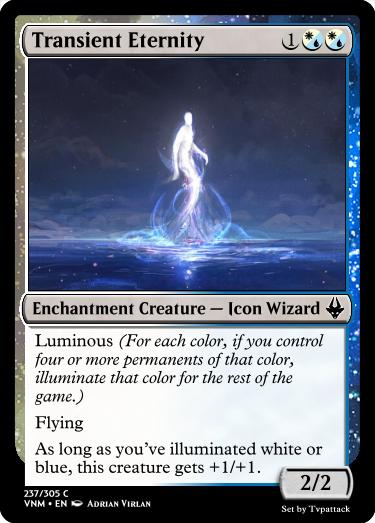 Transient Eternity 1
Enchantment Creature — Icon Wizard
Luminous (For each color, if you control
four or more permanents of that color,
illuminate that color for the rest of the
game.)
Flying
As long as you've illuminated white or
blue, this creature gets +1/+1.
2/2
237/305 C
VNM • EN Adrian Virlan
Set by Tvpattack